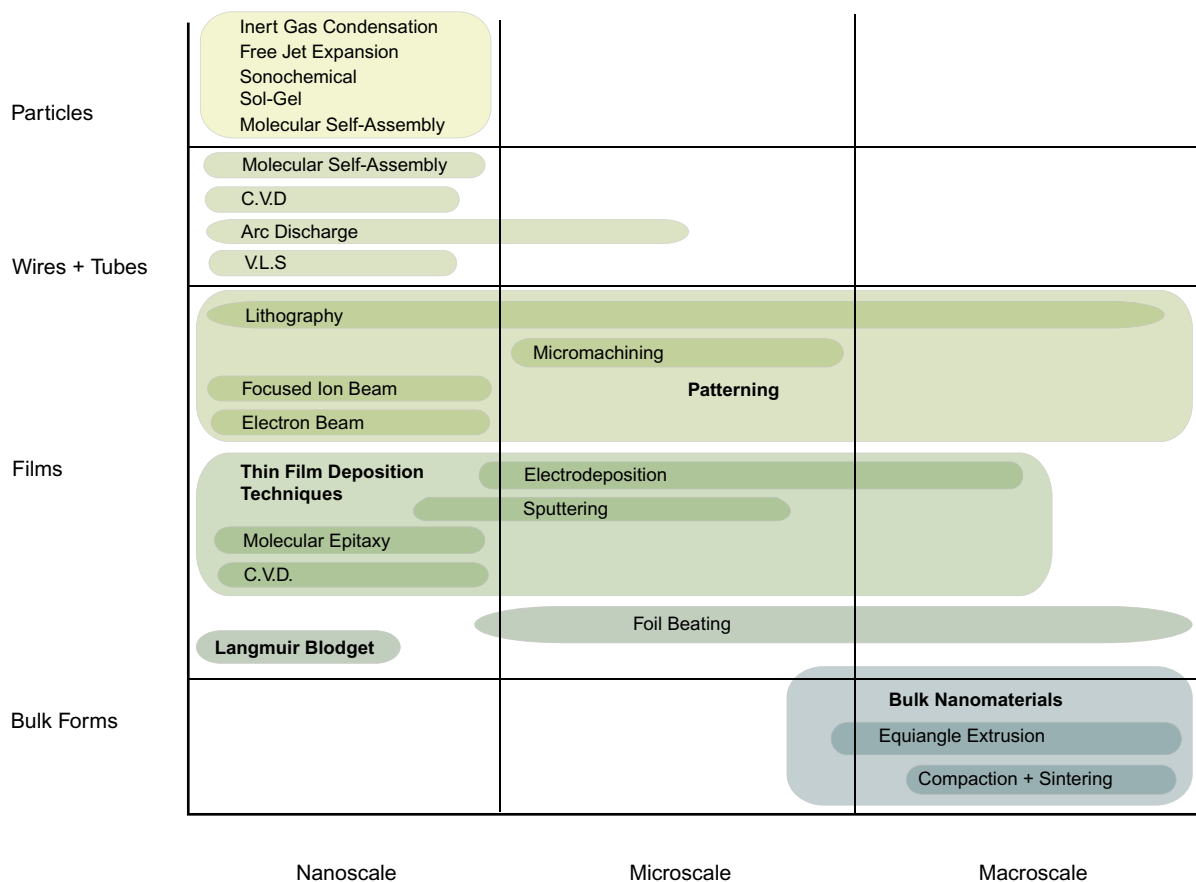 Inert Gas Condensation
Free Jet Expansion
Sonochemical
Sol-Gel
Molecular Self-Assembly
Particles
Molecular Self-Assembly
C.V.D
Arc Discharge
V.L.S
Wires + Tubes
Lithography
Micromachining
Focused Ion Beam
Patterning
Electron Beam
Films
Thin Film Deposition
Techniques
Electrodeposition
Sputtering
Molecular Epitaxy
C.V.D.
Foil Beating
Langmuir Blodget
Bulk Forms
Bulk Nanomaterials
Equiangle Extrusion
Compaction + Sintering
Nanoscale
Microscale
Macroscale